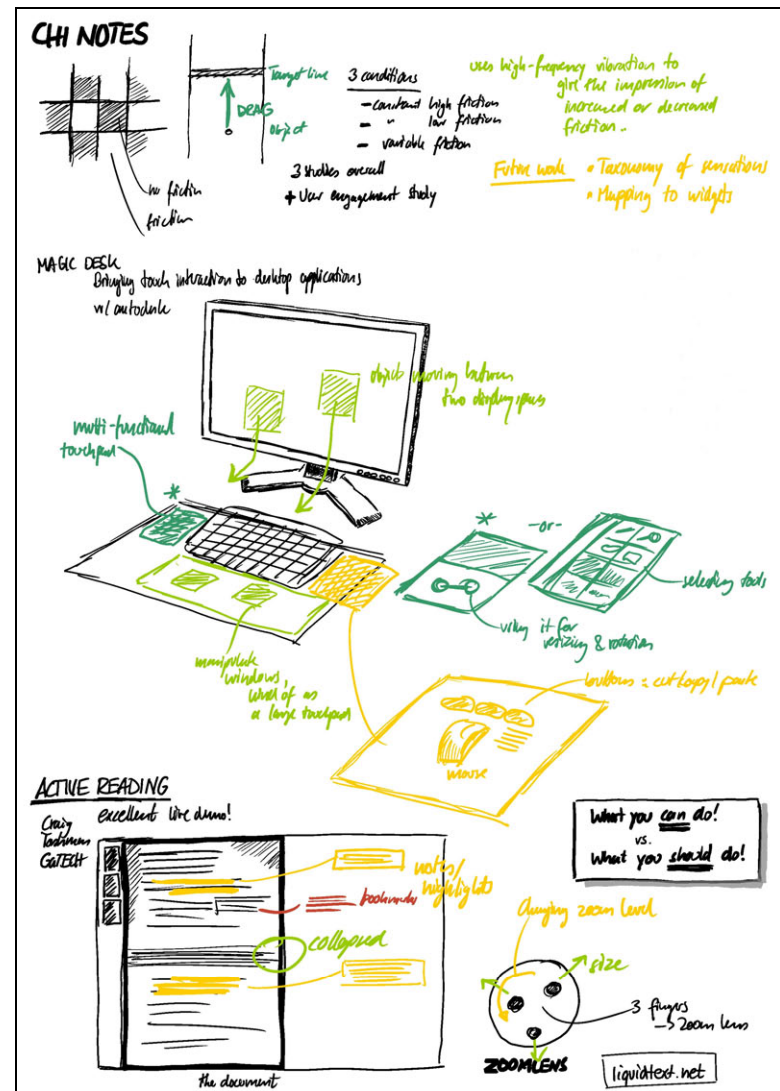 CHI NOTES
Target line
DRAG
object
no friction
friction
3 conditions
- constant high friction
- " low friction
- variable friction
3 studies overall
+ User engagement study
uses high-frequency vibration to
give the impression of
increased or decreased
friction.
Future work • Taxonomy of sensations
• Mapping to widgets
MAGIC DESK
Bringing touch interaction to desktop applications
w/ autodesk
objects moving between
two display spaces
multi-functional
touchpad
*
*
-or-
selecting tools
using it for
resizing & rotation
manipulate
windows,
kind of as
a large touchpad
buttons = cut/copy/paste
mouse
ACTIVE READING
excellent live demo!
Craig
GaTECH
notes/
highlights
bookmarks
collapsed
the document
What you can do!
vs.
What you should do!
changing zoom level
size
3 fingers
-> zoom lens
ZOOMLENS
liquidtext.net